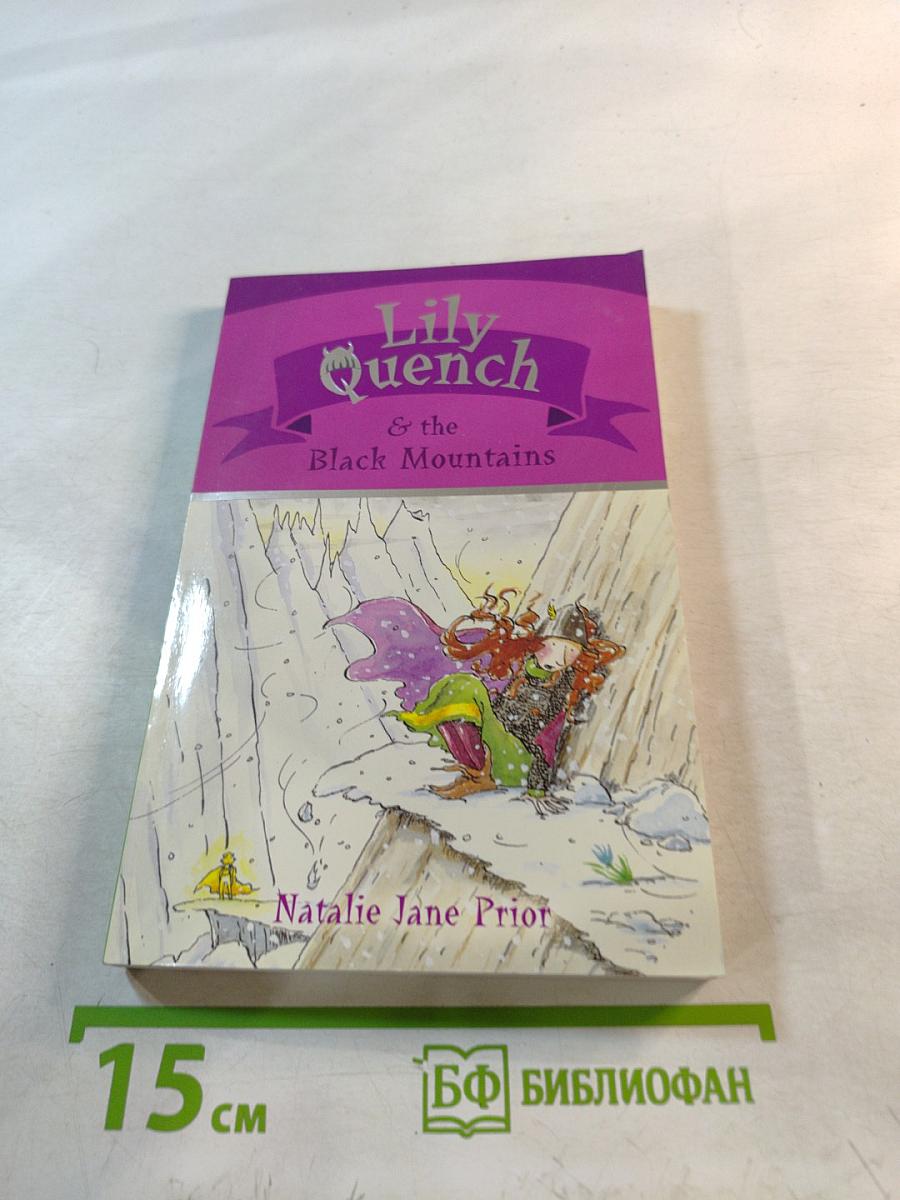 Lily
Quench
& the
Black Mountains
Natalie Jane Prior
15 см
БФ БИБЛИОФАН